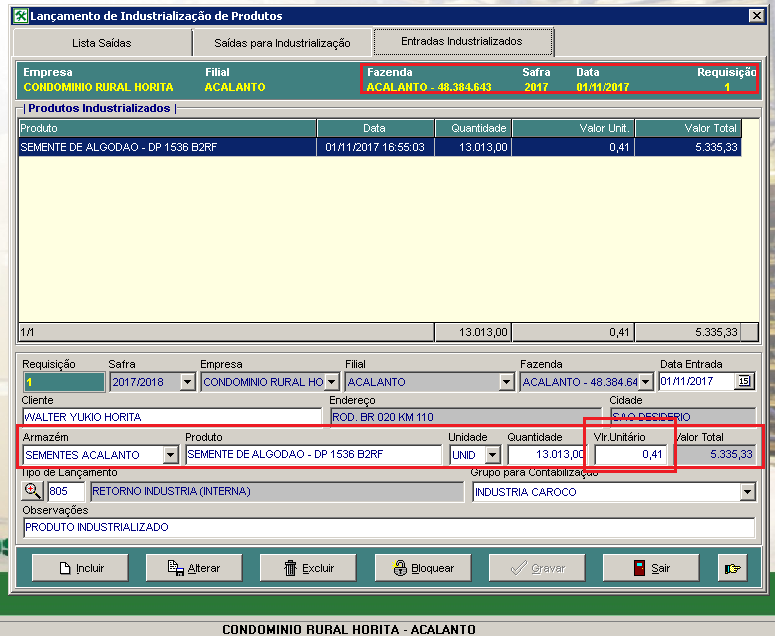 Lançamento de Industrialização de Produtos
Lista Saídas Saídas para Industrialização Entradas Industrializados
Empresa Filial Fazenda Safra Data Requisição
CONDOMINIO RURAL HORITA ACALANTO ACALANTO - 48.384.643 2017 01/11/2017 1
| Produtos Industrializados |
Produto Data Quantidade Valor Unit. Valor Total
SEMENTE DE ALGODAO - DP 1536 B2RF 01/11/2017 16:55:03 13.013,00 0,41 5.335,33
1/1 13.013,00 0,41 5.335,33
Requisição Safra Empresa Filial Fazenda Data Entrada
1 2017/2018 CONDOMINIO RURAL HO ACALANTO ACALANTO - 48.384.64 01/11/2017 15
Cliente Endereço Cidade
WALTER YUKIO HORITA ROD. BR 020 KM 110 SAO DESIDERIO
Armazém Produto Unidade Quantidade Vlr.Unitário Valor Total
SEMENTES ACALANTO SEMENTE DE ALGODAO - DP 1536 B2RF UNID 13.013,00 0,41 5.335,33
Tipo de Lançamento Grupo para Contabilização
805 RETORNO INDUSTRIA (INTERNA) INDUSTRIA CAROCO
Observações
PRODUTO INDUSTRIALIZADO
Incluir Alterar Excluir Bloquear Gravar Sair
CONDOMINIO RURAL HORITA - ACALANTO